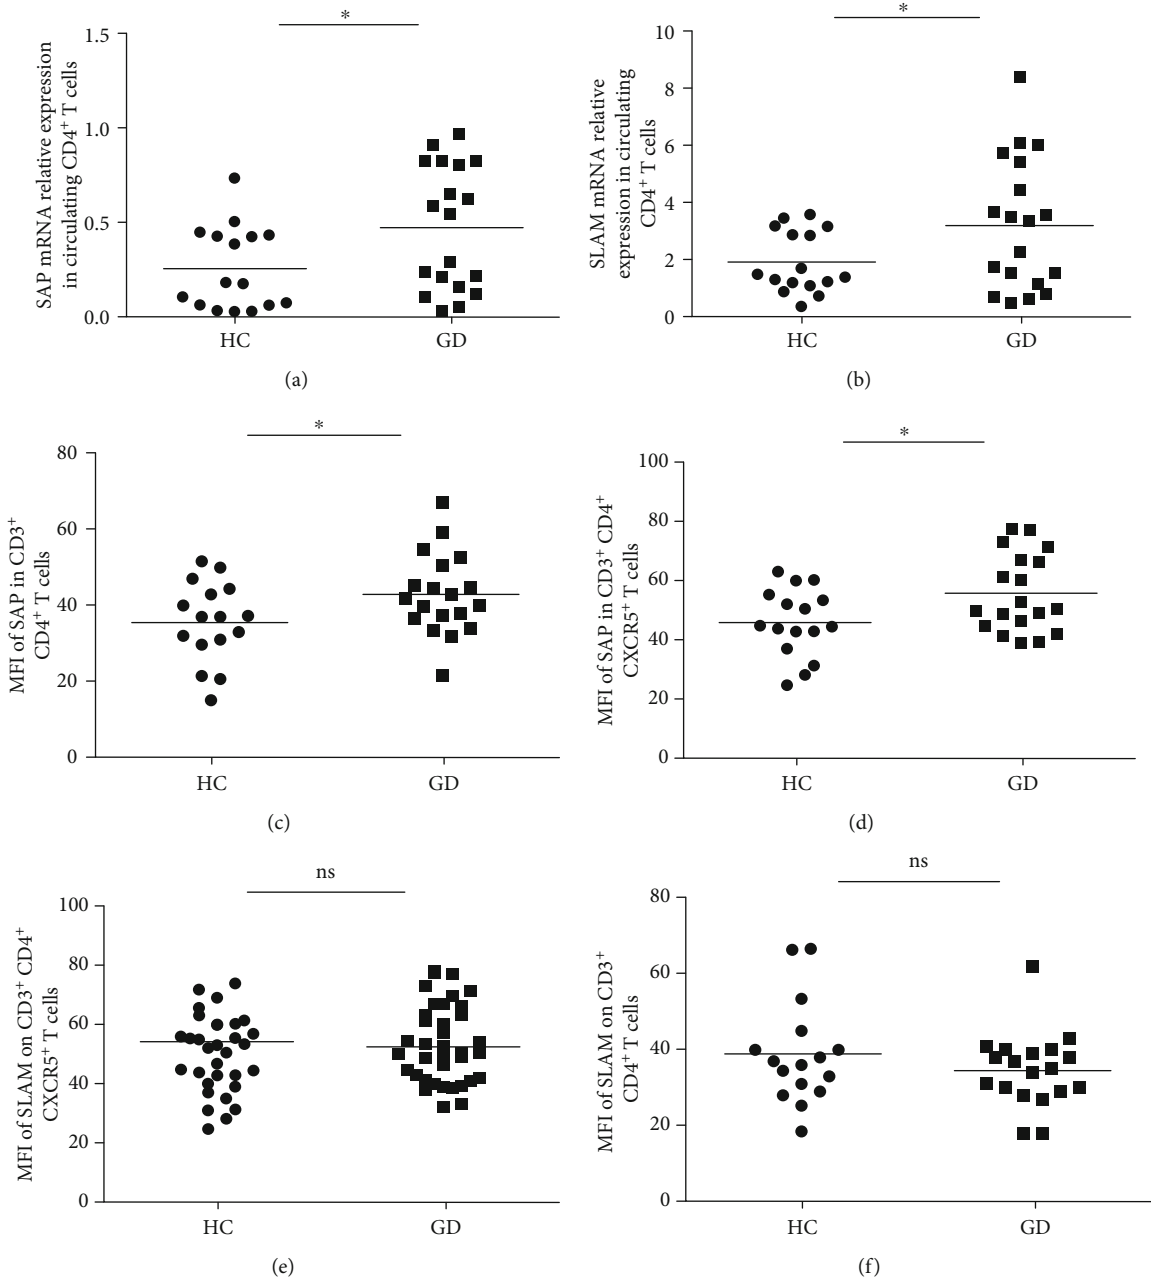 *
SAP mRNA relative expression
in circulating CD4⁺ T cells
1.5
1.0
0.5
0.0
HC
GD
(a)
*
SLAM mRNA relative
expression in circulating
CD4⁺ T cells
10
8
6
4
2
0
HC
GD
(b)
*
MFI of SAP in CD3⁺
CD4⁺ T cells
80
60
40
20
0
HC
GD
(c)
*
MFI of SAP in CD3⁺ CD4⁺
CXCR5⁺ T cells
100
80
60
40
20
0
HC
GD
(d)
ns
MFI of SLAM on CD3⁺ CD4⁺
CXCR5⁺ T cells
100
80
60
40
20
0
HC
GD
(e)
ns
MFI of SLAM on CD3⁺
CD4⁺ T cells
80
60
40
20
0
HC
GD
(f)